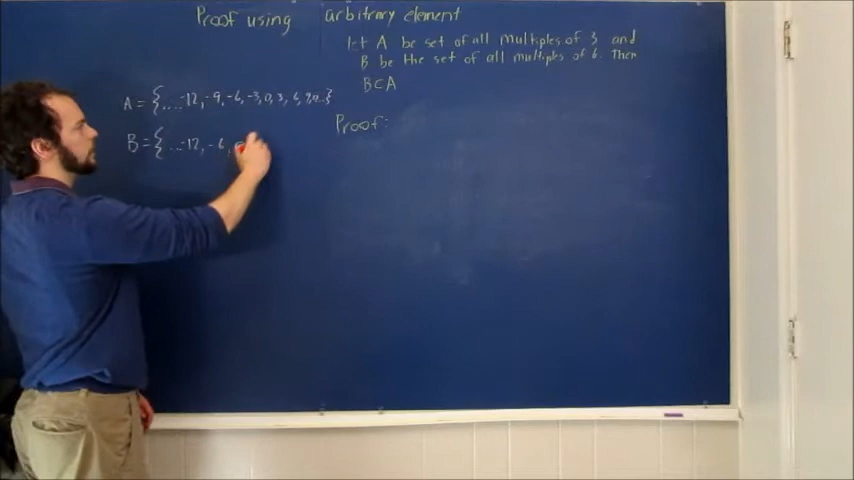 Proof using arbitrary element
let A be set of all multiples of 3 and
B be the set of all multiples of 6. Then
B⊂A
A = {.....-12, -9, -6, -3, 0, 3, 6, 9,...}
B = {...-12, -6,
Proof: